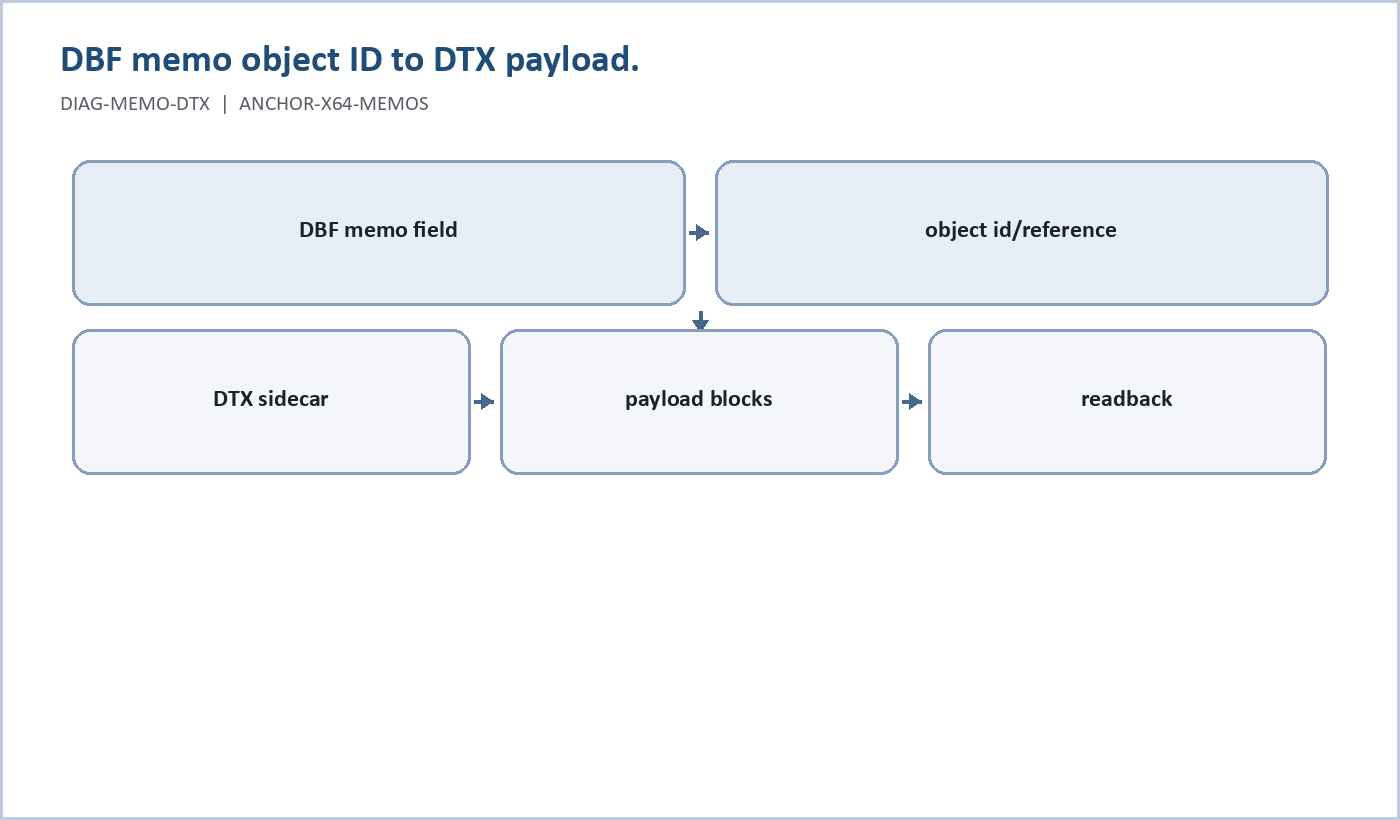 DBF memo object ID to DTX payload.
DIAG-MEMO-DTX | ANCHOR-X64-MEMOS
DBF memo field
object id/reference
DTX sidecar
payload blocks
readback